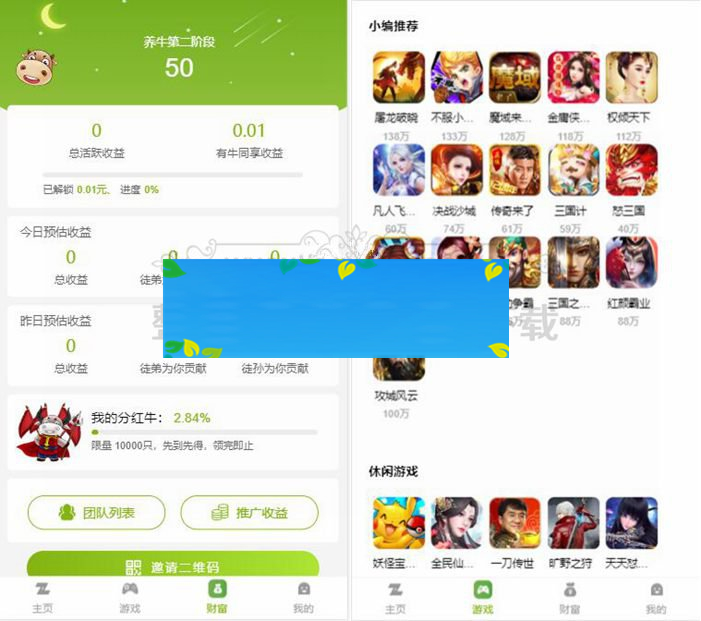 养牛第二阶段
50
0
0.01
总活跃收益
有牛同享收益
已解锁 0.01元、 进度 0%
今日预估收益
0
0
0
总收益
徒弟
昨日预估收益
0
总收益
徒弟为你贡献
徒孙为你贡献
我的分红牛: 2.84%
限量 10000只，先到先得，领完即止
团队列表
推广收益
邀请二维码
主页
游戏
财富
我的
小编推荐
屠龙破晓
不服小...
魔域来...
金庸侠...
权倾天下
138万
133万
128万
118万
112万
凡人飞...
决战沙城
传奇来了
三国计
怒三国
60万
74万
61万
59万
40万
争霸
三国之...
红颜霸业
万
88万
88万
载
攻城风云
100万
休闲游戏
妖怪宝...
全民仙...
一刀传世
旷野之狩
天天怼...
主页
游戏
财富
我的